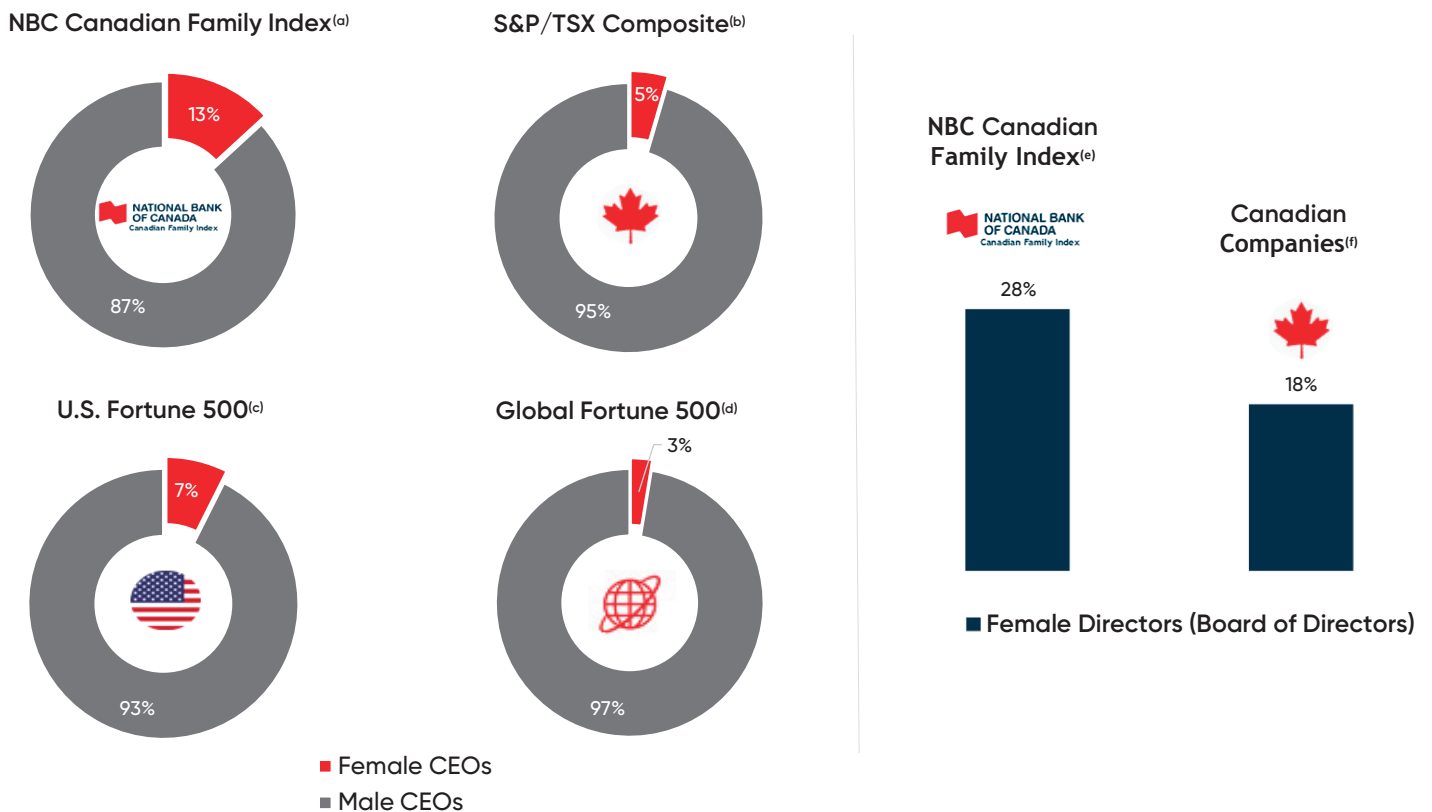 NBC Canadian Family Index(a)
13%
NATIONAL BANK
OF CANADA
Canadian Family Index
87%
S&P/TSX Composite(b)
5%
95%
U.S. Fortune 500(c)
7%
93%
Global Fortune 500(d)
3%
97%
Female CEOs
Male CEOs
NBC Canadian
Family Index(e)
NATIONAL BANK
OF CANADA
Canadian Family Index
28%
Canadian
Companies(f)
18%
Female Directors (Board of Directors)